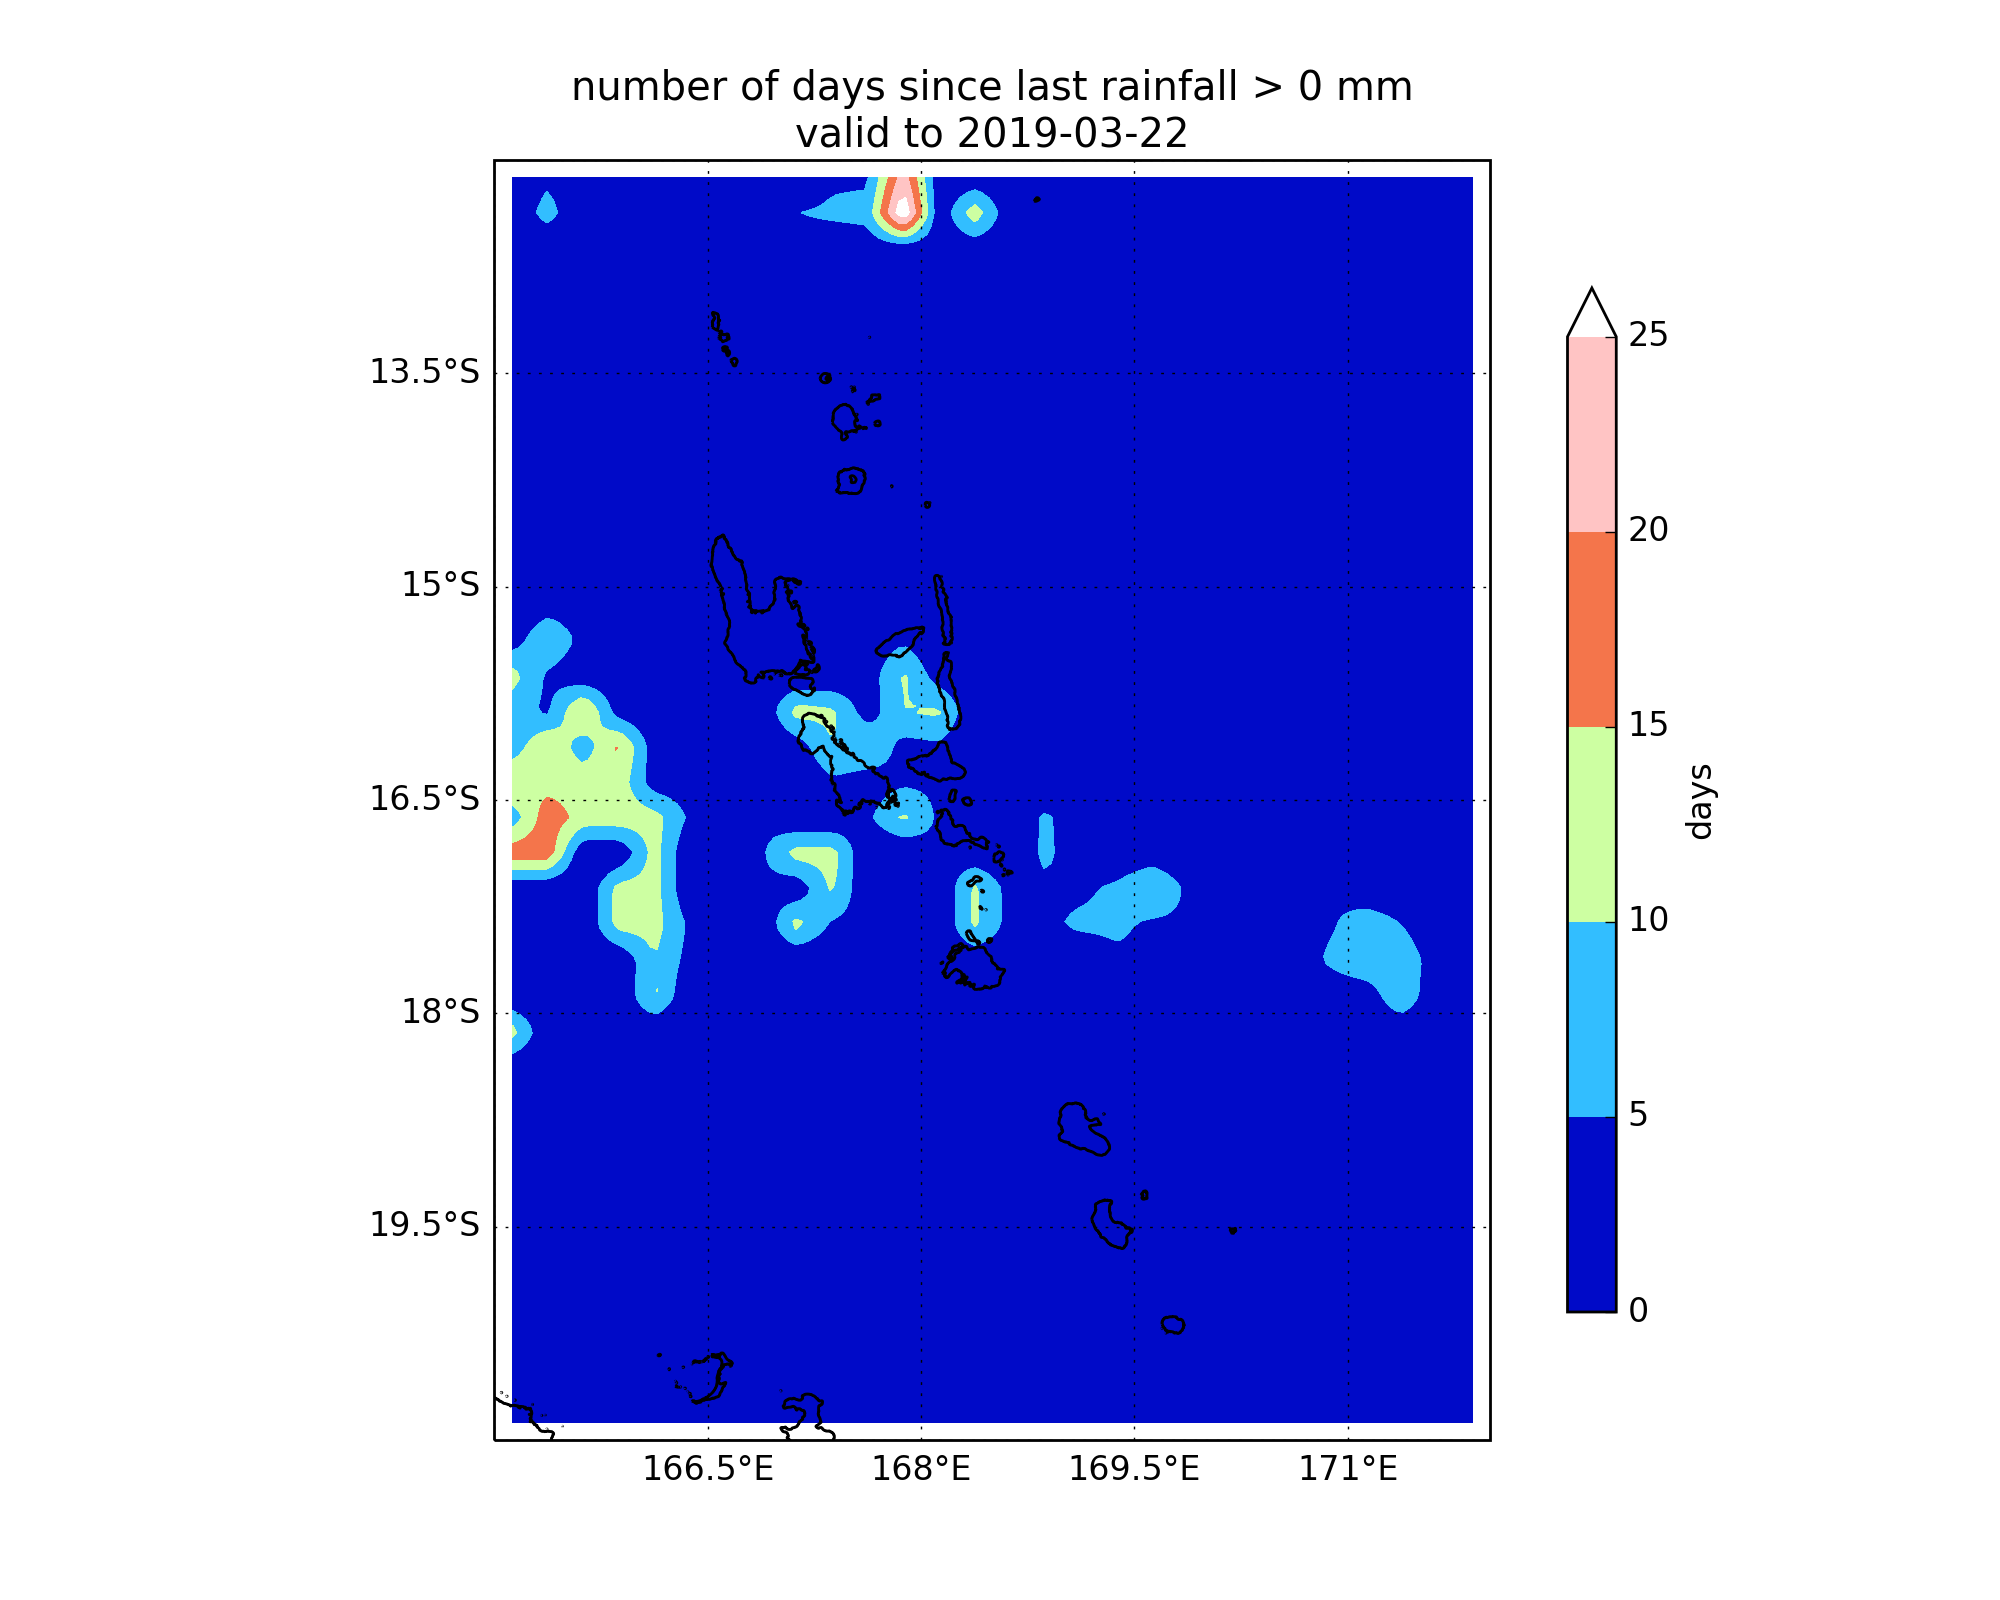 number of days since last rainfall > 0 mm
valid to 2019-03-22
13.5°S
15°S
16.5°S
18°S
19.5°S
166.5°E
168°E
169.5°E
171°E
25
20
15
10
5
0
days